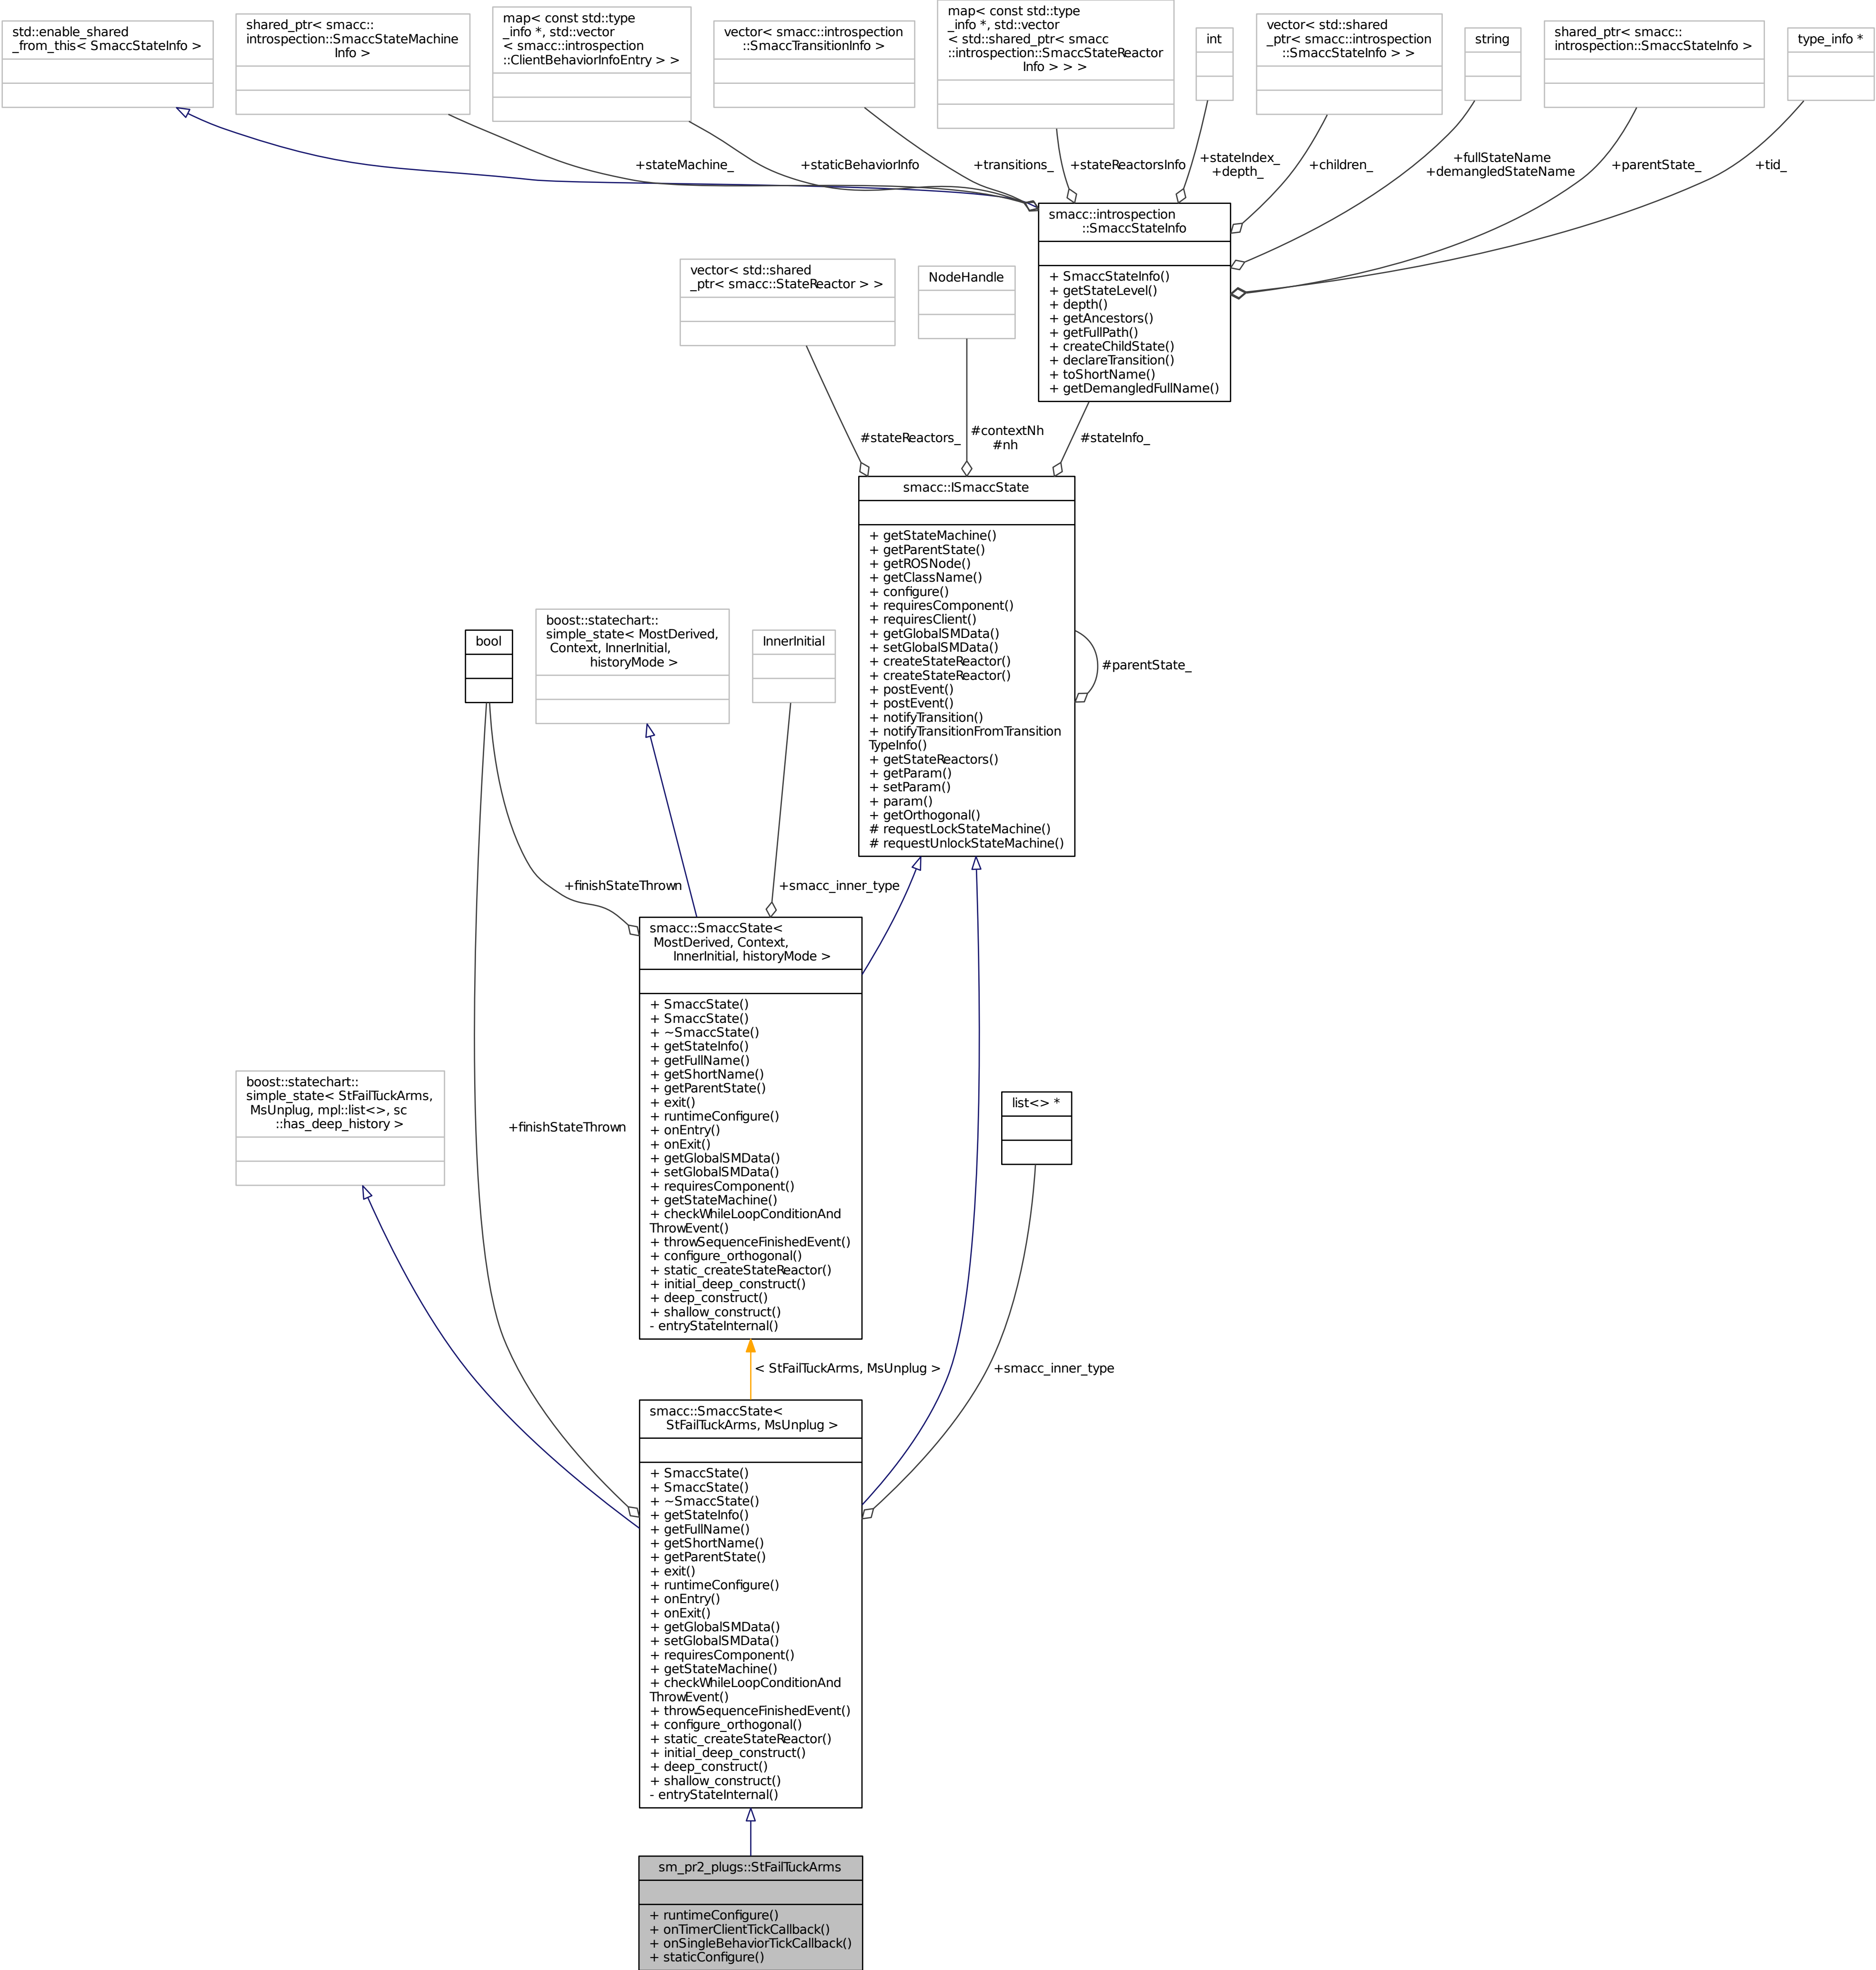 std::enable_shared
_from_this< SmaccStateInfo >
shared_ptr< smacc::
introspection::SmaccStateMachine
Info >
map< const std::type
_info *, std::vector
< smacc::introspection
::ClientBehaviorInfoEntry > >
vector< smacc::introspection
::SmaccTransitionInfo >
map< const std::type
_info *, std::vector
< std::shared_ptr< smacc
::introspection::SmaccStateReactor
Info > > >
int
vector< std::shared
_ptr< smacc::introspection
::SmaccStateInfo > >
string
shared_ptr< smacc::
introspection::SmaccStateInfo >
type_info *
+stateMachine_
+staticBehaviorInfo
+transitions_
+stateReactorsInfo
+stateIndex_
+depth_
+children_
+fullStateName
+demangledStateName
+parentState_
+tid_
smacc::introspection
::SmaccStateInfo
+ SmaccStateInfo()
+ getStateLevel()
+ depth()
+ getAncestors()
+ getFullPath()
+ createChildState()
+ declareTransition()
+ toShortName()
+ getDemangledFullName()
vector< std::shared
_ptr< smacc::StateReactor > >
NodeHandle
#stateReactors_
#contextNh
#nh
#stateInfo_
smacc::ISmaccState
+ getStateMachine()
+ getParentState()
+ getROSNode()
+ getClassName()
+ configure()
+ requiresComponent()
+ requiresClient()
+ getGlobalSMData()
+ setGlobalSMData()
+ createStateReactor()
+ createStateReactor()
+ postEvent()
+ postEvent()
+ notifyTransition()
+ notifyTransitionFromTransition
TypeInfo()
+ getStateReactors()
+ getParam()
+ setParam()
+ param()
+ getOrthogonal()
# requestLockStateMachine()
# requestUnlockStateMachine()
#parentState_
bool
boost::statechart::
simple_state< MostDerived,
Context, InnerInitial,
historyMode >
InnerInitial
+finishStateThrown
+smacc_inner_type
smacc::SmaccState<
MostDerived, Context,
InnerInitial, historyMode >
+ SmaccState()
+ SmaccState()
+ ~SmaccState()
+ getStateInfo()
+ getFullName()
+ getShortName()
+ getParentState()
+ exit()
+ runtimeConfigure()
+ onEntry()
+ onExit()
+ getGlobalSMData()
+ setGlobalSMData()
+ requiresComponent()
+ getStateMachine()
+ checkWhileLoopConditionAnd
ThrowEvent()
+ throwSequenceFinishedEvent()
+ configure_orthogonal()
+ static_createStateReactor()
+ initial_deep_construct()
+ deep_construct()
+ shallow_construct()
- entryStateInternal()
boost::statechart::
simple_state< StFailTuckArms,
MsUnplug, mpl::list<>, sc
::has_deep_history >
+finishStateThrown
list<> *
< StFailTuckArms, MsUnplug >
+smacc_inner_type
smacc::SmaccState<
StFailTuckArms, MsUnplug >
+ SmaccState()
+ SmaccState()
+ ~SmaccState()
+ getStateInfo()
+ getFullName()
+ getShortName()
+ getParentState()
+ exit()
+ runtimeConfigure()
+ onEntry()
+ onExit()
+ getGlobalSMData()
+ setGlobalSMData()
+ requiresComponent()
+ getStateMachine()
+ checkWhileLoopConditionAnd
ThrowEvent()
+ throwSequenceFinishedEvent()
+ configure_orthogonal()
+ static_createStateReactor()
+ initial_deep_construct()
+ deep_construct()
+ shallow_construct()
- entryStateInternal()
sm_pr2_plugs::StFailTuckArms
+ runtimeConfigure()
+ onTimerClientTickCallback()
+ onSingleBehaviorTickCallback()
+ staticConfigure()